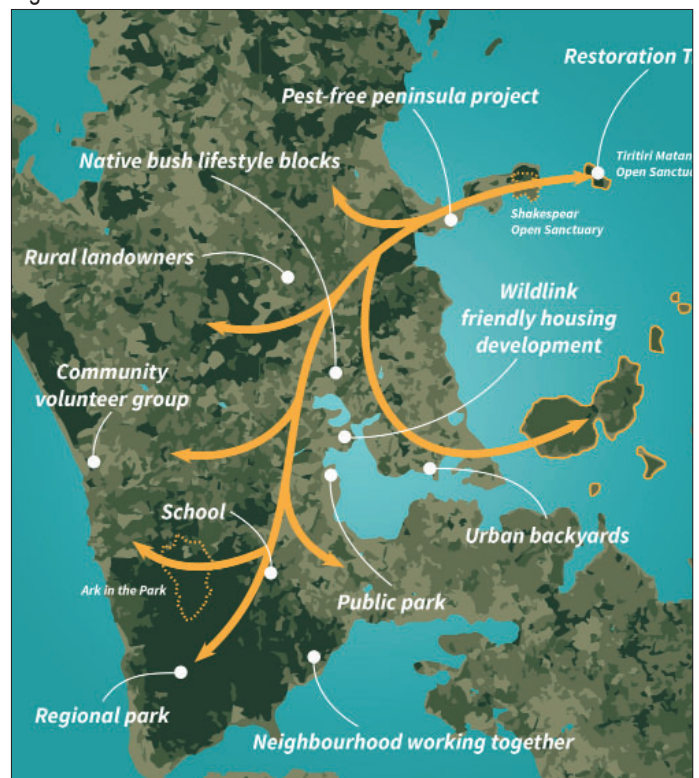 Restoration T
Pest-free peninsula project
Native bush lifestyle blocks
Tiritiri Matan
Open Sanctu
Shakespear
Open Sanctuary
Rural landowners
Wildlink
friendly housing
development
Community
volunteer group
School
Urban backyards
Ark in the Park
Public park
Regional park
Neighbourhood working together